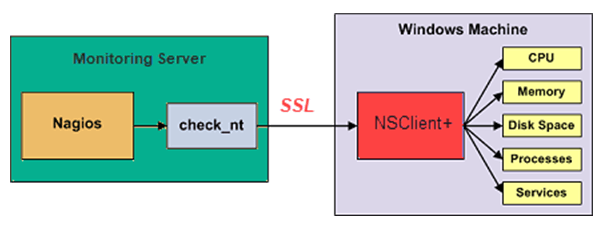 Windows Machine
Monitoring Server
CPU
SSL
Memory
Nagios
check_nt
NSClient+
Disk Space
Processes
Services